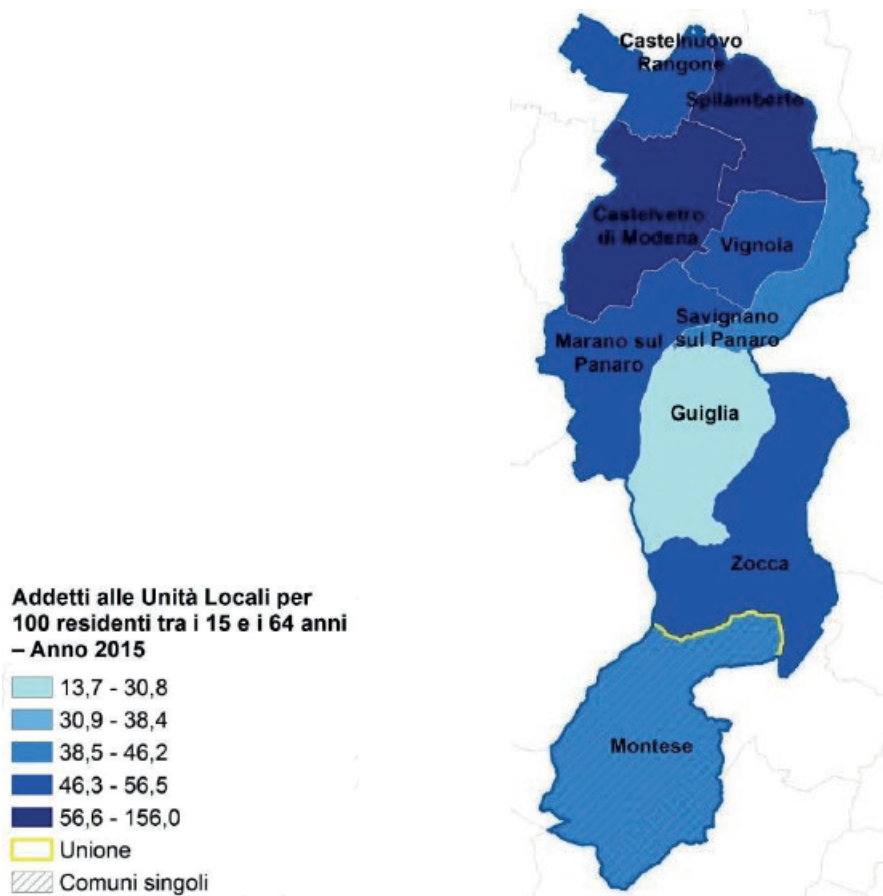 Castelnuovo
Rangone
Spilamberto
Castelvetro
di Modena
Vignola
Savignano
sul Panaro
Marano sul
Panaro
Guiglia
Zocca
Montese
Addetti alle Unità Locali per
100 residenti tra i 15 e i 64 anni
– Anno 2015
13,7 - 30,8
30,9 - 38,4
38,5 - 46,2
46,3 - 56,5
56,6 - 156,0
Unione
Comuni singoli